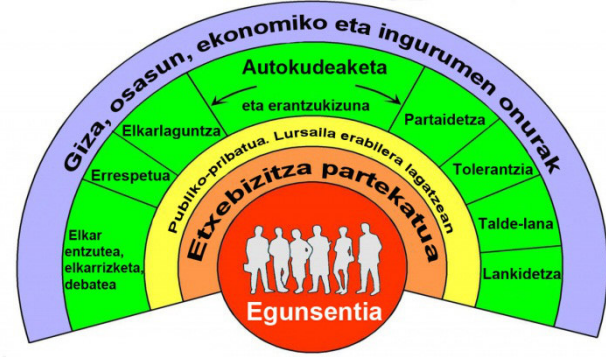 Giza, osasun, ekonomiko eta ingurumen onurak
Autokudeaketa
eta erantzukizuna
Elkarlaguntza
Errespetua
Elkar
entzutea,
elkarrizketa,
debatea
Partaidetza
Tolerantzia
Talde-lana
Lankidetza
Publiko-pribatua. Lursaila erabilera lagatzean
Etxebizitza partekatua
Egunsentia